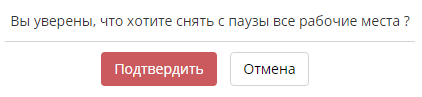 Вы уверены, что хотите снять с паузы все рабочие места ?
Подтвердить Отмена